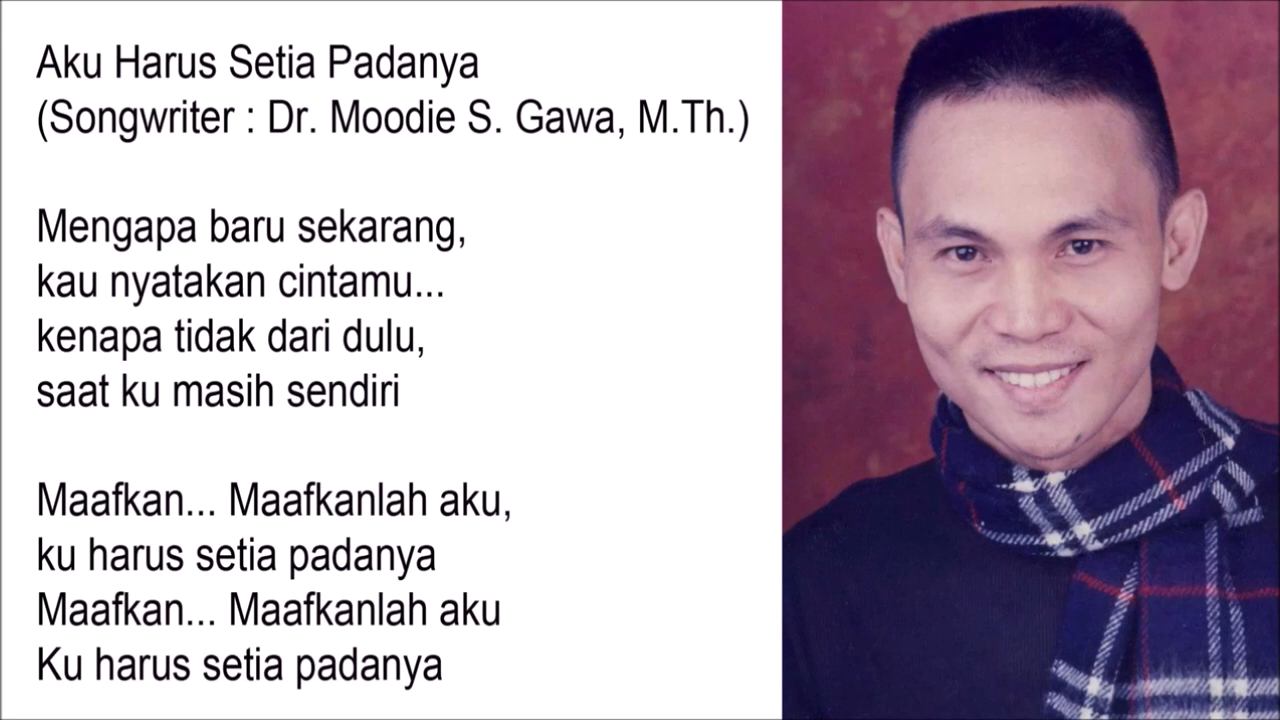 Aku Harus Setia Padanya
(Songwriter : Dr. Moodie S. Gawa, M.Th.)
Mengapa baru sekarang,
kau nyatakan cintamu...
kenapa tidak dari dulu,
saat ku masih sendiri
Maafkan... Maafkanlah aku,
ku harus setia padanya
Maafkan... Maafkanlah aku
Ku harus setia padanya